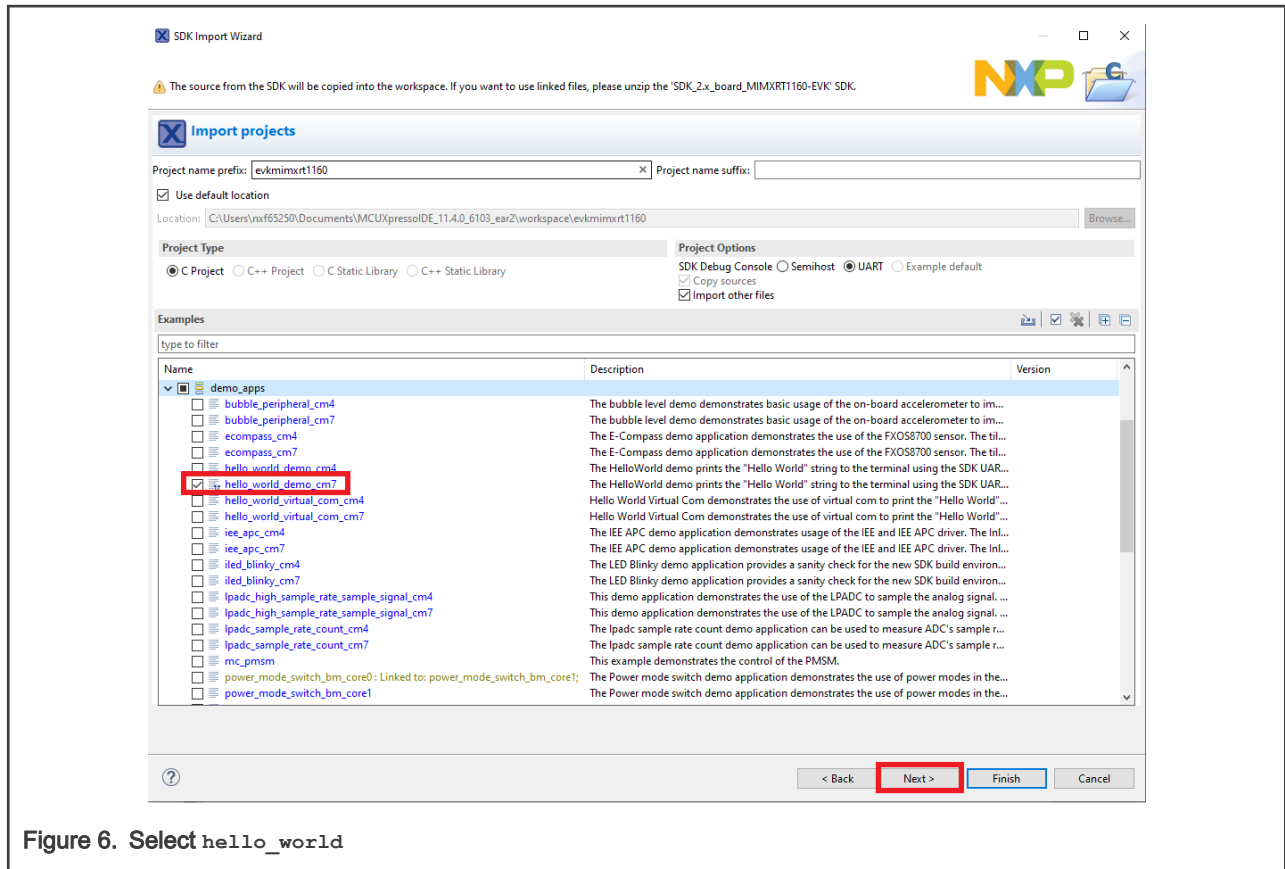 SDK Import Wizard
The source from the SDK will be copied into the workspace. If you want to use linked files, please unzip the 'SDK_2.x_board_MIMXRT1160-EVK' SDK.
NXP
Import projects
Project name prefix: evkmimxrt1160 Project name suffix:
Use default location
Location: C:\Users\nxf65250\Documents\MCUXpressoIDE_11.4.0_6103_ear2\workspace\evkmimxrt1160 Browse...
Project Type Project Options
C Project C++ Project C Static Library C++ Static Library SDK Debug Console Semihost UART Example default
Copy sources
Import other files
Examples
type to filter
Name Description Version
demo_apps
bubble_peripheral_cm4 The bubble level demo demonstrates basic usage of the on-board accelerometer to im...
bubble_peripheral_cm7 The bubble level demo demonstrates basic usage of the on-board accelerometer to im...
ecompass_cm4 The E-Compass demo application demonstrates the use of the FXOS8700 sensor. The til...
ecompass_cm7 The E-Compass demo application demonstrates the use of the FXOS8700 sensor. The til...
hello_world_demo_cm4 The HelloWorld demo prints the "Hello World" string to the terminal using the SDK UAR...
hello_world_demo_cm7 The HelloWorld demo prints the "Hello World" string to the terminal using the SDK UAR...
hello_world_virtual_com_cm4 Hello World Virtual Com demonstrates the use of virtual com to print the "Hello World"...
hello_world_virtual_com_cm7 Hello World Virtual Com demonstrates the use of virtual com to print the "Hello World"...
iee_apc_cm4 The IEE APC demo application demonstrates usage of the IEE and IEE APC driver. The Inl...
iee_apc_cm7 The IEE APC demo application demonstrates usage of the IEE and IEE APC driver. The Inl...
iled_blinky_cm4 The LED Blinky demo application provides a sanity check for the new SDK build environ...
iled_blinky_cm7 The LED Blinky demo application provides a sanity check for the new SDK build environ...
lpadc_high_sample_rate_sample_signal_cm4 This demo application demonstrates the use of the LPADC to sample the analog signal. ...
lpadc_high_sample_rate_sample_signal_cm7 This demo application demonstrates the use of the LPADC to sample the analog signal. ...
lpadc_sample_rate_count_cm4 The lpadc sample rate count demo application can be used to measure ADC's sample r...
lpadc_sample_rate_count_cm7 The lpadc sample rate count demo application can be used to measure ADC's sample r...
mc_pmsm This example demonstrates the control of the PMSM.
power_mode_switch_bm_core0 : Linked to: power_mode_switch_bm_core1; The Power mode switch demo application demonstrates the use of power modes in the...
power_mode_switch_bm_core1 The Power mode switch demo application demonstrates the use of power modes in the...
< Back Next > Finish Cancel
Figure 6. Select hello_world